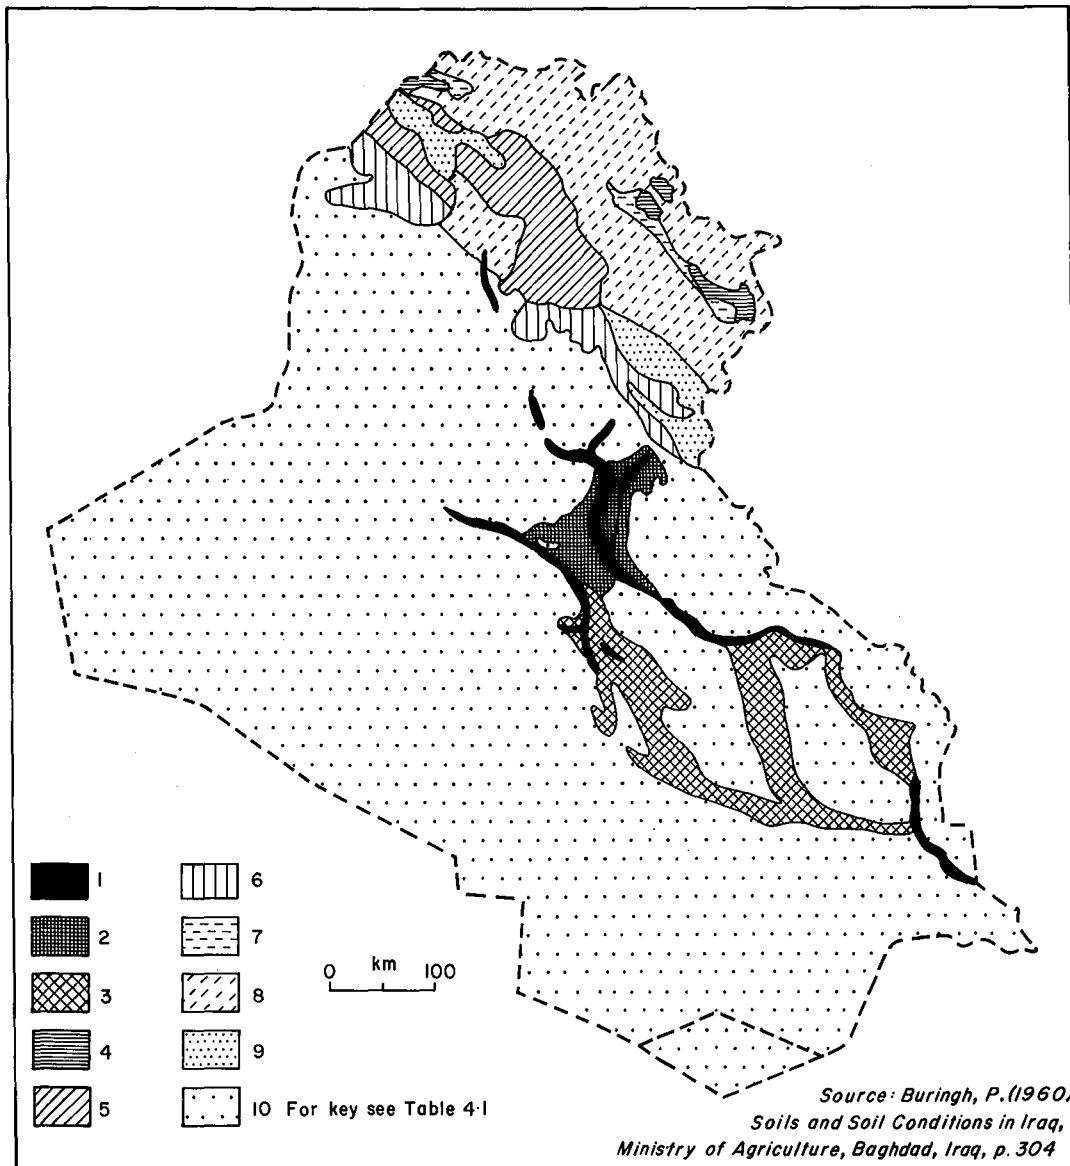 1
2
3
4
5
6
7
8
9
10 For key see Table 4·1
0 km 100
Source: Buringh, P.(1960)
Soils and Soil Conditions in Iraq,
Ministry of Agriculture, Baghdad, Iraq, p. 304